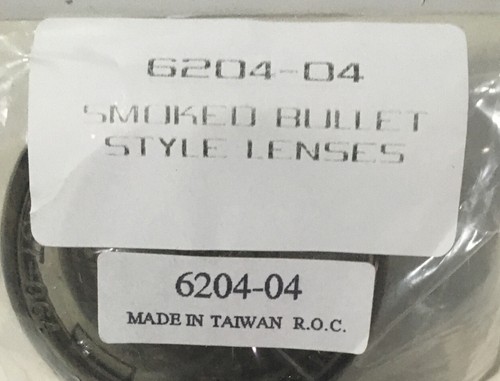 6204-04
SMOKED BULLET
STYLE LENSES
6204-04
MADE IN TAIWAN R.O.C.